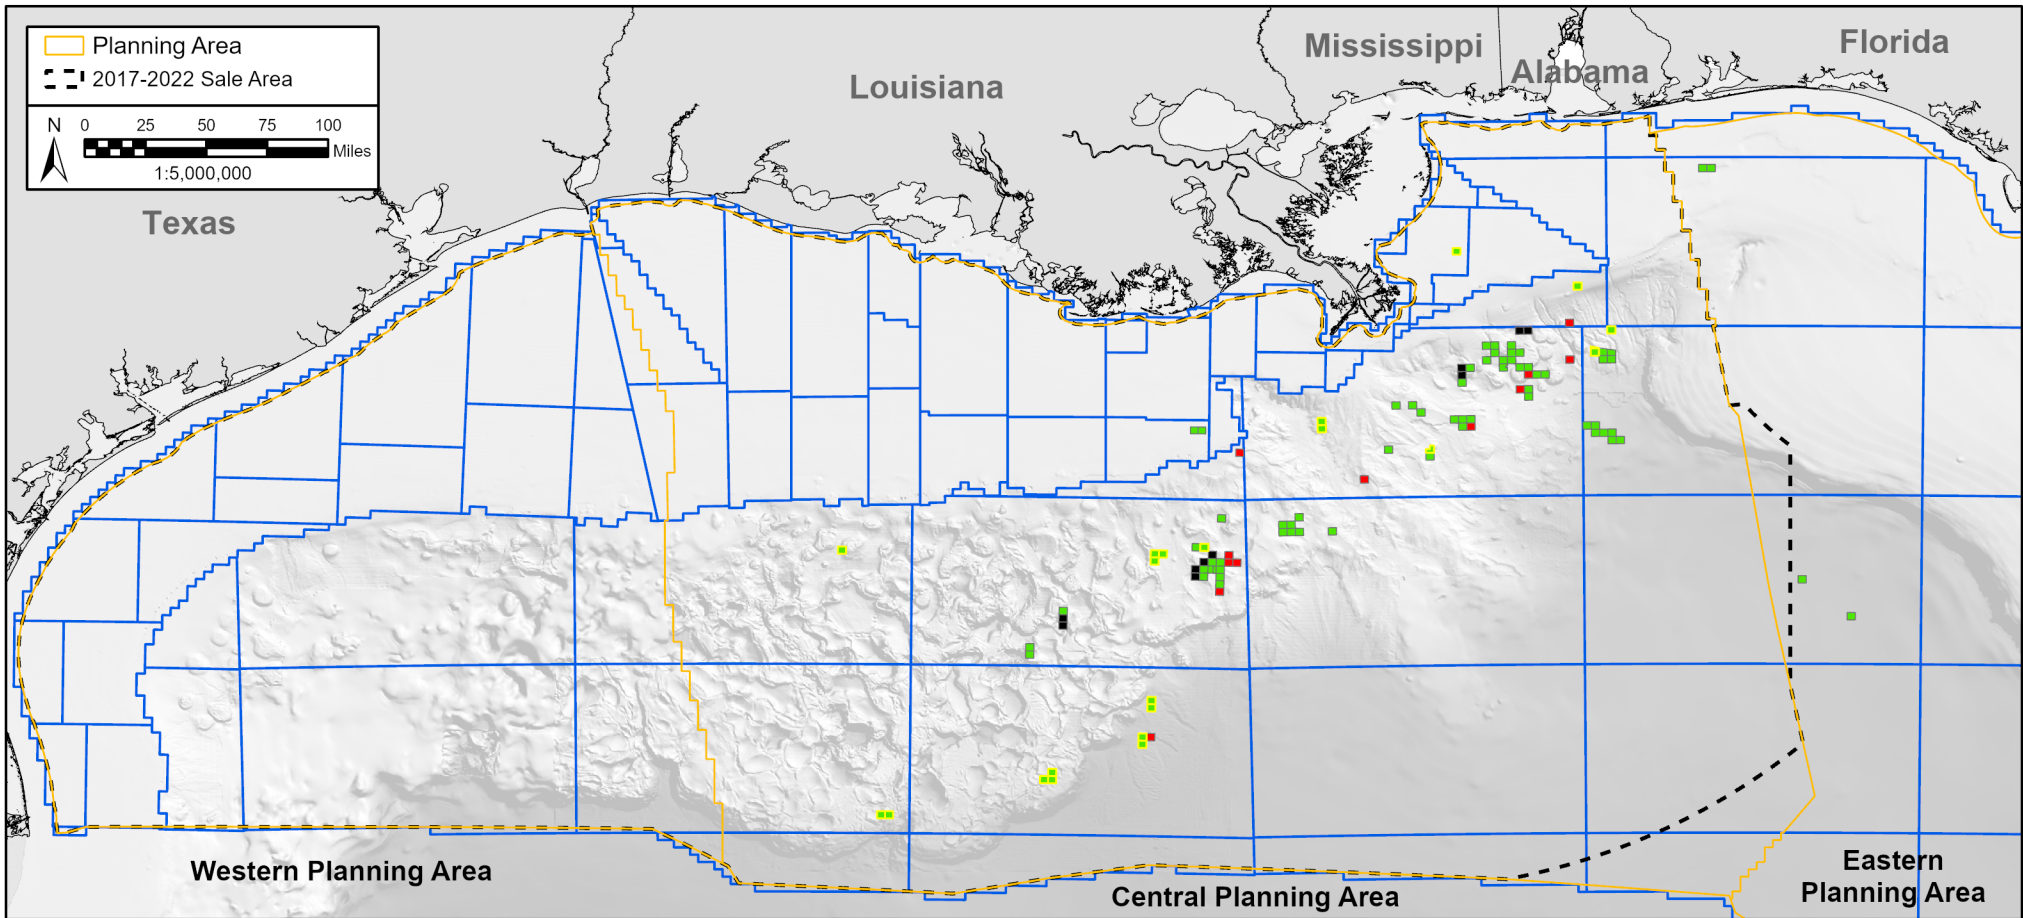 Planning Area
2017-2022 Sale Area
N
0 25 50 75 100
Miles
1:5,000,000
Texas
Louisiana
Mississippi
Alabama
Florida
Western Planning Area
Central Planning Area
Eastern
Planning Area